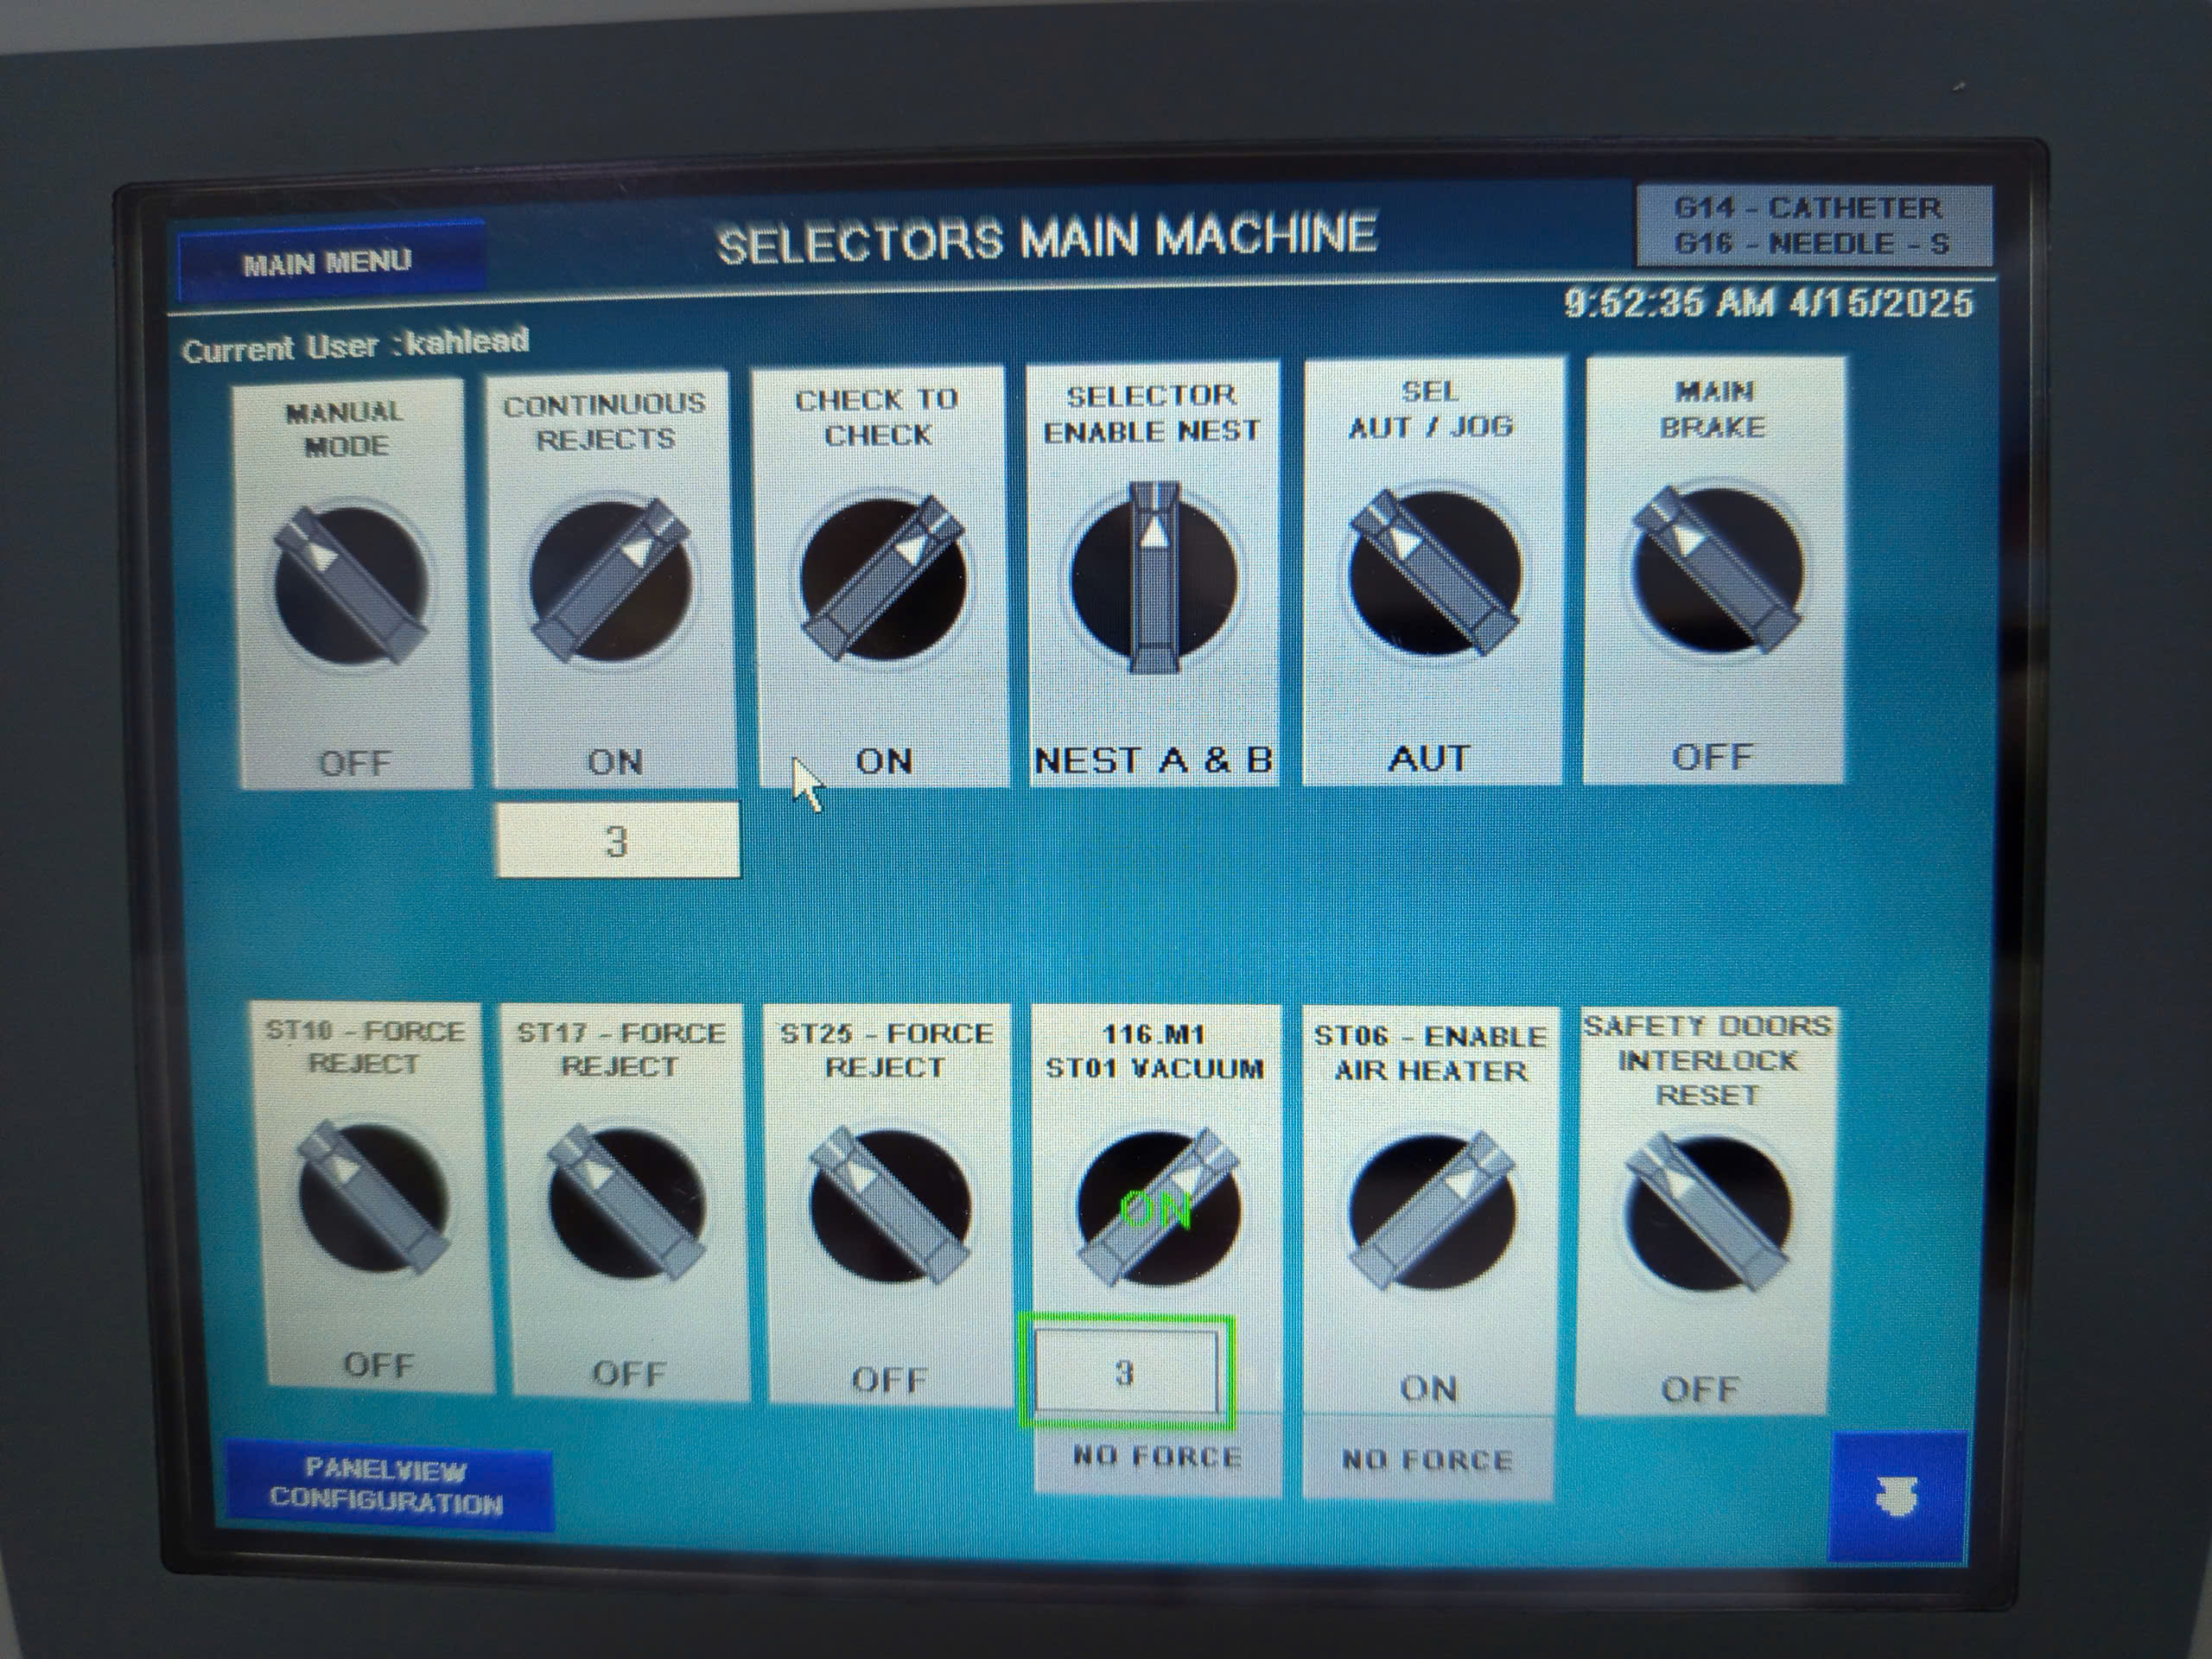 MAIN MENU
SELECTORS MAIN MACHINE
G14 - CATHETER
G16 - NEEDLE - S
9:52:35 AM 4/15/2025
Current User :kahlead
MANUAL
MODE
OFF
CONTINUOUS
REJECTS
ON
3
CHECK TO
CHECK
ON
SELECTOR
ENABLE NEST
NEST A & B
SEL
AUT / JOG
AUT
MAIN
BRAKE
OFF
ST10 - FORCE
REJECT
OFF
ST17 - FORCE
REJECT
OFF
ST25 - FORCE
REJECT
OFF
116.M1
ST01 VACUUM
ON
3
NO FORCE
ST06 - ENABLE
AIR HEATER
ON
NO FORCE
SAFETY DOORS
INTERLOCK
RESET
OFF
PANELVIEW
CONFIGURATION